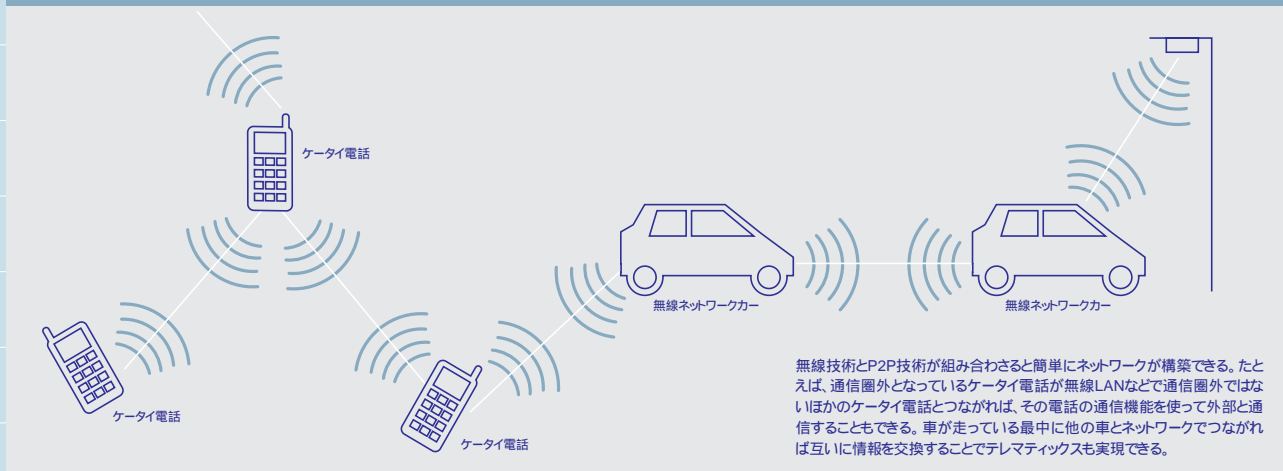 ケータイ電話
無線ネットワークカー
無線ネットワークカー
ケータイ電話
ケータイ電話
無線技術とP2P技術が組み合わさると簡単にネットワークが構築できる。たと
えば、通信圏外となっているケータイ電話が無線LANなどで通信圏外ではな
いほかのケータイ電話とつながれば、その電話の通信機能を使って外部と通
信することもできる。車が走っている最中に他の車とネットワークでつながれ
ば互いに情報を交換することでテレマティックスも実現できる。